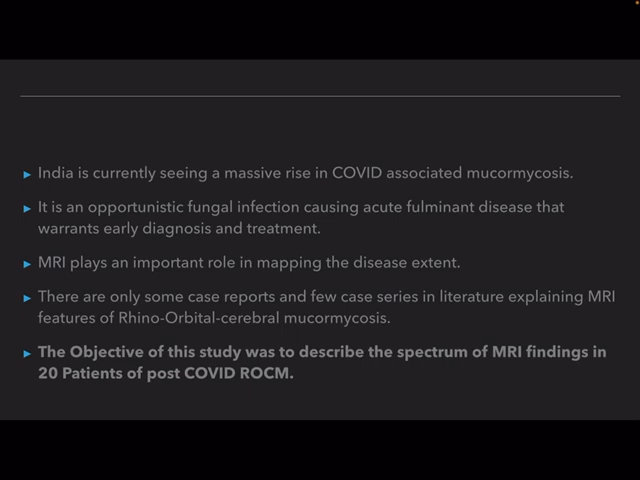 India is currently seeing a massive rise in COVID associated mucormycosis.
It is an opportunistic fungal infection causing acute fulminant disease that
warrants early diagnosis and treatment.
MRI plays an important role in mapping the disease extent.
There are only some case reports and few case series in literature explaining MRI
features of Rhino-Orbital-cerebral mucormycosis.
The Objective of this study was to describe the spectrum of MRI findings in
20 Patients of post COVID ROCM.